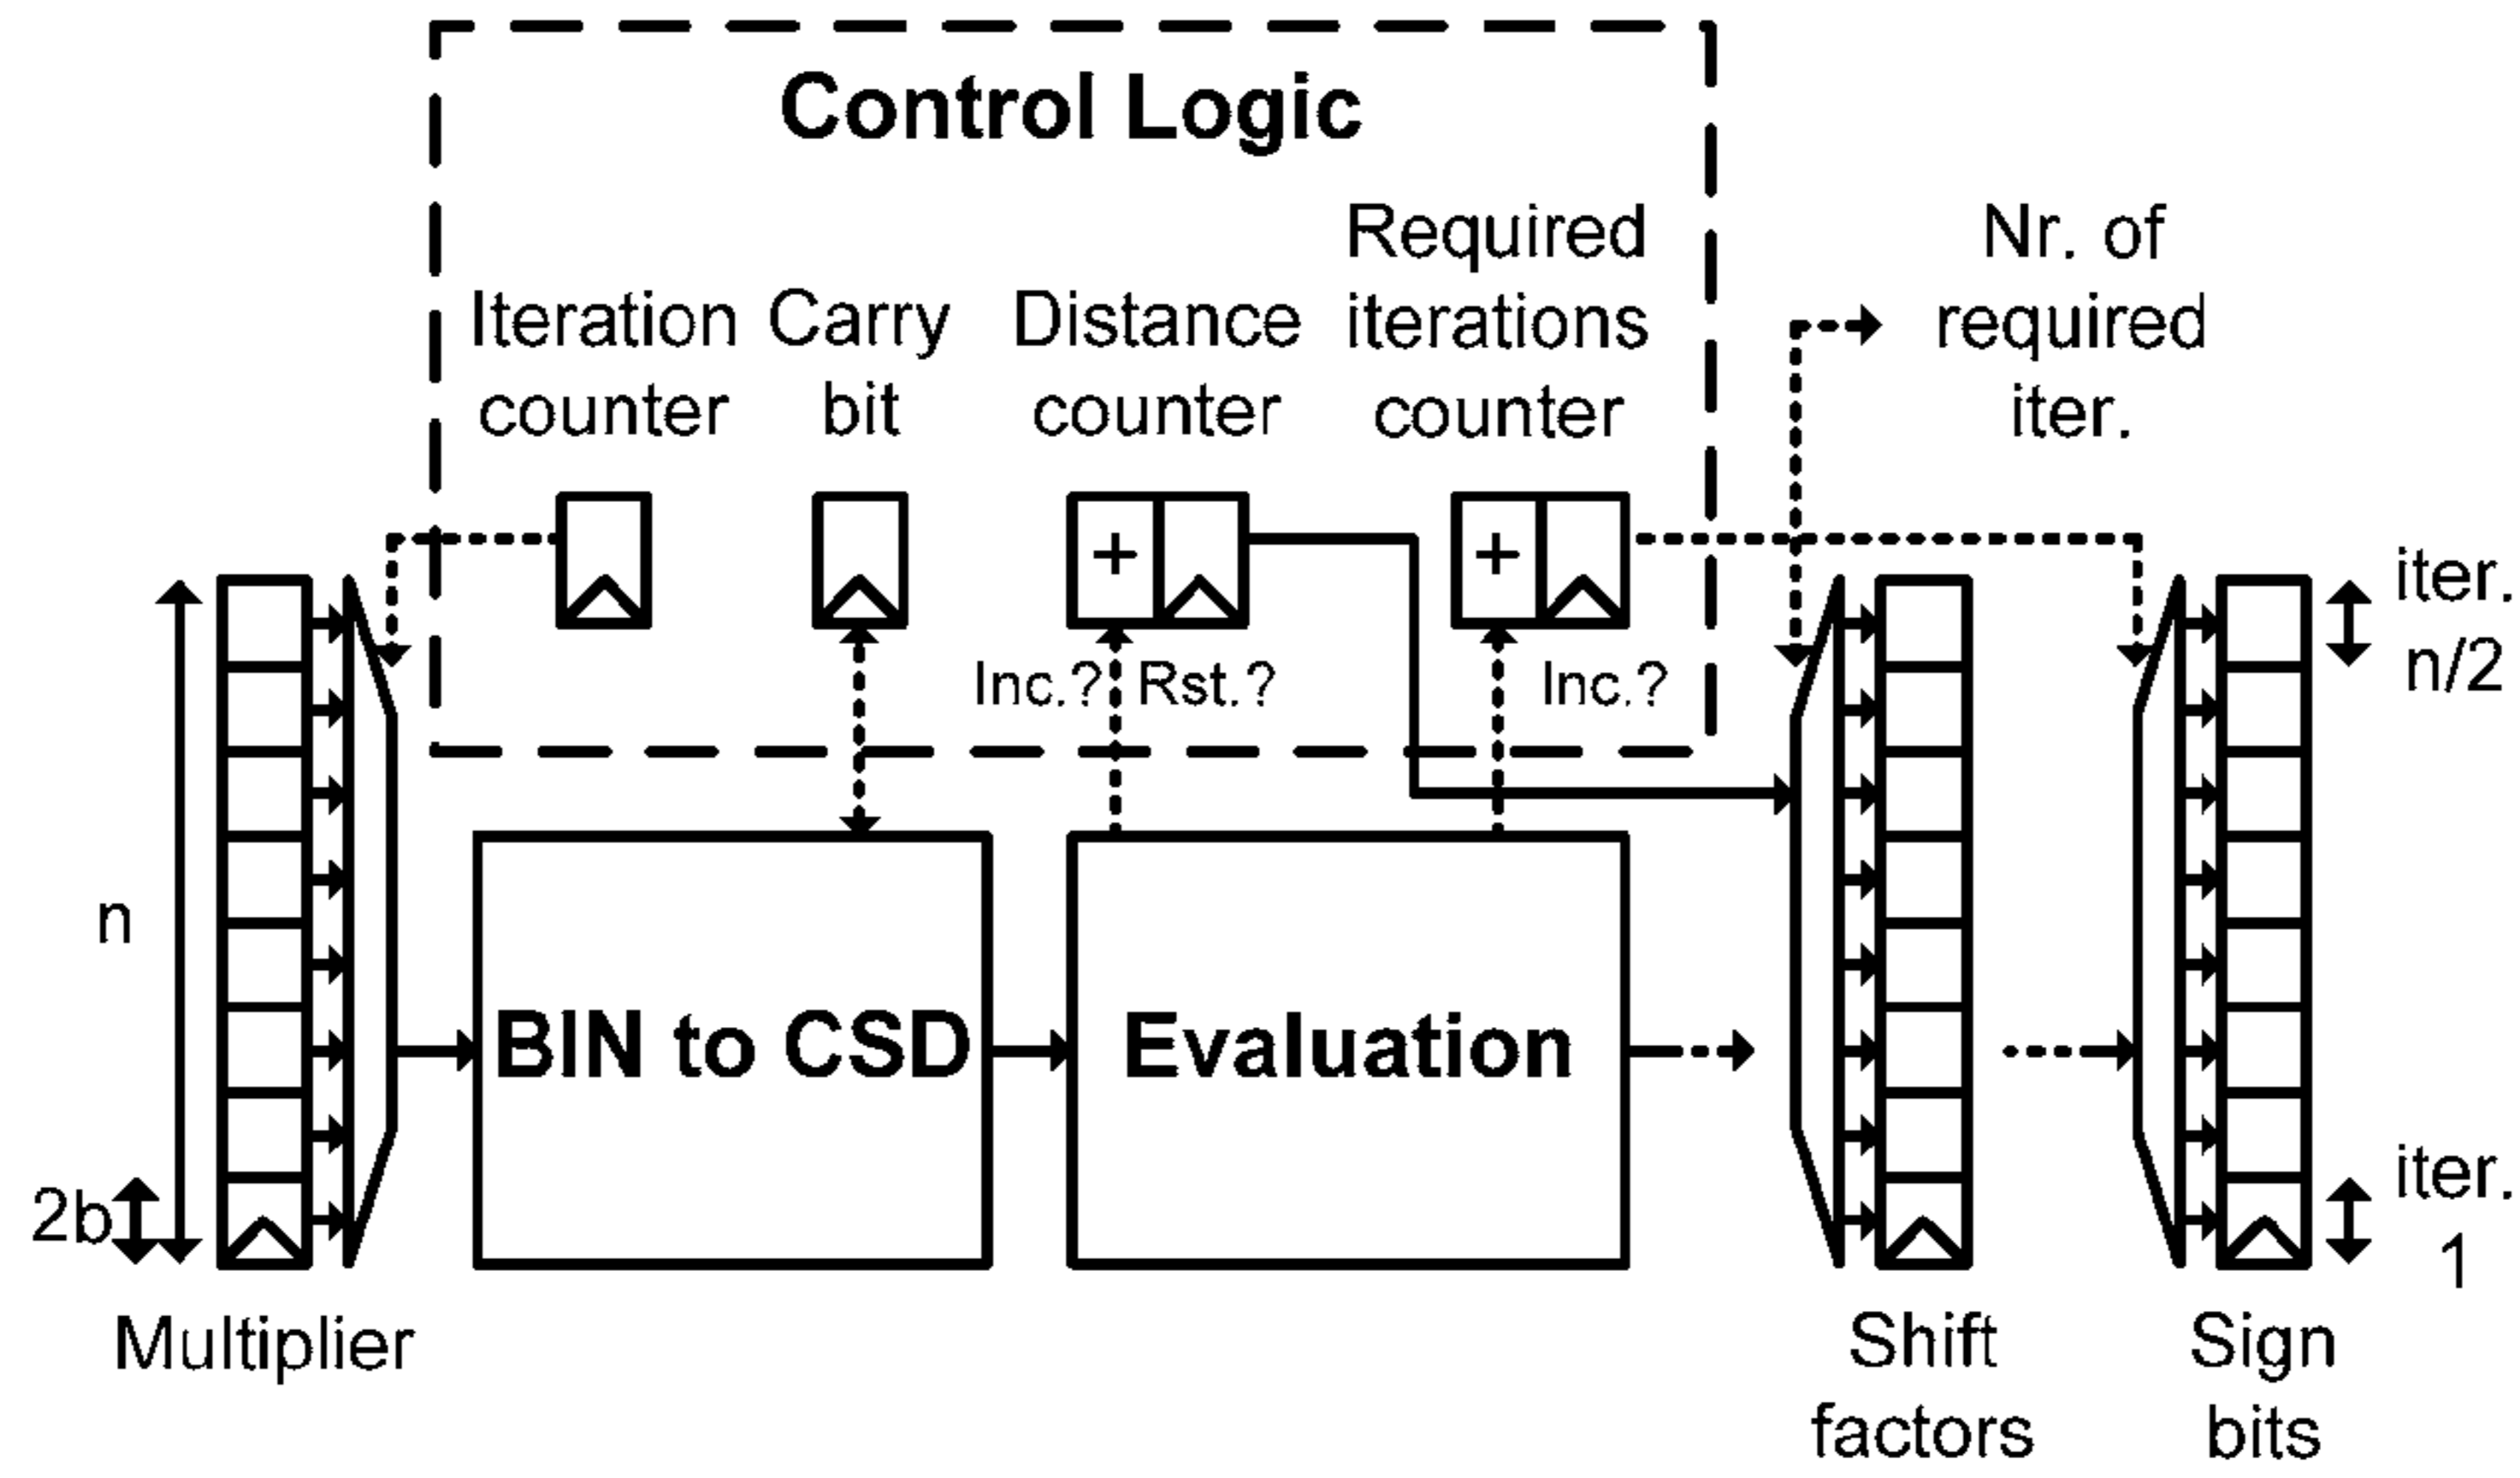 Control Logic
Iteration
counter
Carry
bit
Distance
counter
Required
iterations
counter
Nr. of
required
iter.
+
+
Inc.? Rst.?
Inc.?
n
2b
BIN to CSD
Evaluation
iter.
n/2
iter.
1
Multiplier
Shift
factors
Sign
bits